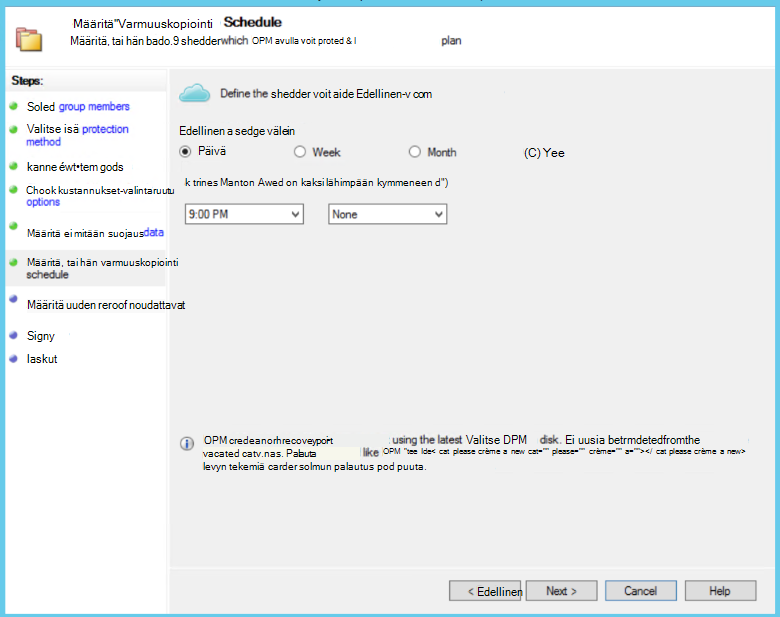 Määritä"Varmuuskopiointi Schedule
Määritä, tai hän bado.9 shedderwhich OPM avulla voit proted & l plan
Steps:
Soled group members
Valitse isä protection
method
kanne éwt•tem gods
Chook kustannukset-valintaruutu
options
Määritä ei mitään suojausdata
Määritä, tai hän varmuuskopiointi
schedule
Määritä uuden reroof noudattavat
Signy
laskut
Define the shedder voit aide Edellinen-v com
Edellinen a sedge välein
Päivä
Week
Month
(C) Yee
k trines Manton Awed on kaksi lähimpään kymmeneen d")
9:00 PM
None
OPM credeanorhrecoveyport using the latest Valitse DPM disk. Ei uusia betrmdetedfromthe
vacated catv.nas. Palauta like OPM "tee lde< cat please crème a new cat="" please="" crème="" a=""></ cat please crème a new>
levyn tekemiä carder solmun palautus pod puuta.
< Edellinen
Next >
Cancel
Help